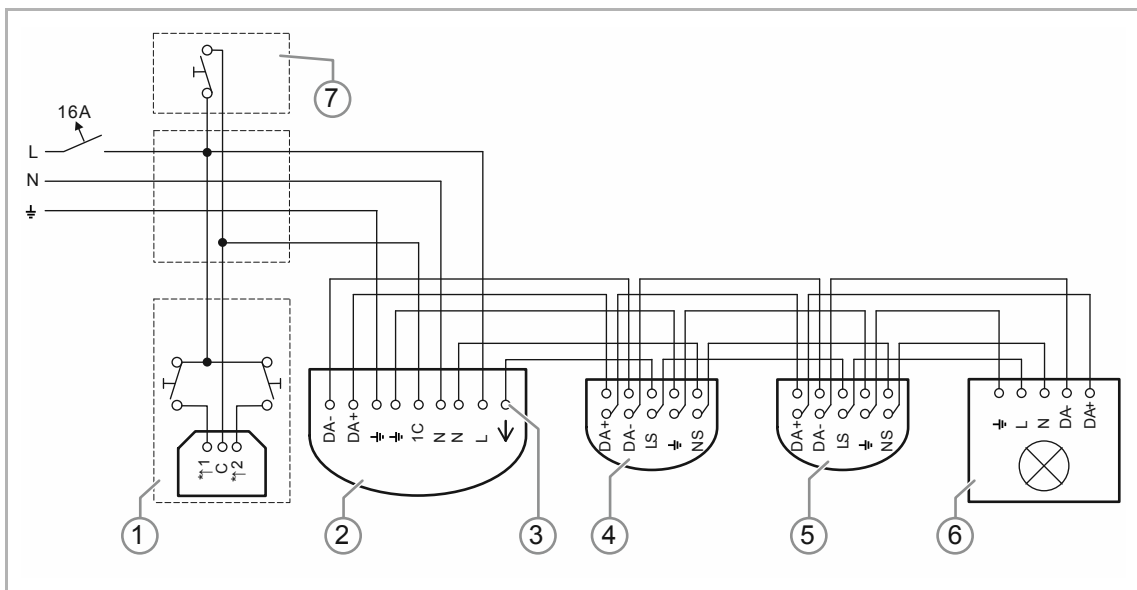 7
16A
L
N
⏚
DA-
DA+
⏚
⏚
1C
N
N
L
↓
DA+
DA-
LS
⏚
NS
DA+
DA-
LS
⏚
NS
⏚
L
N
DA-
DA+
*↑1
C
*↑2
1
2
3
4
5
6